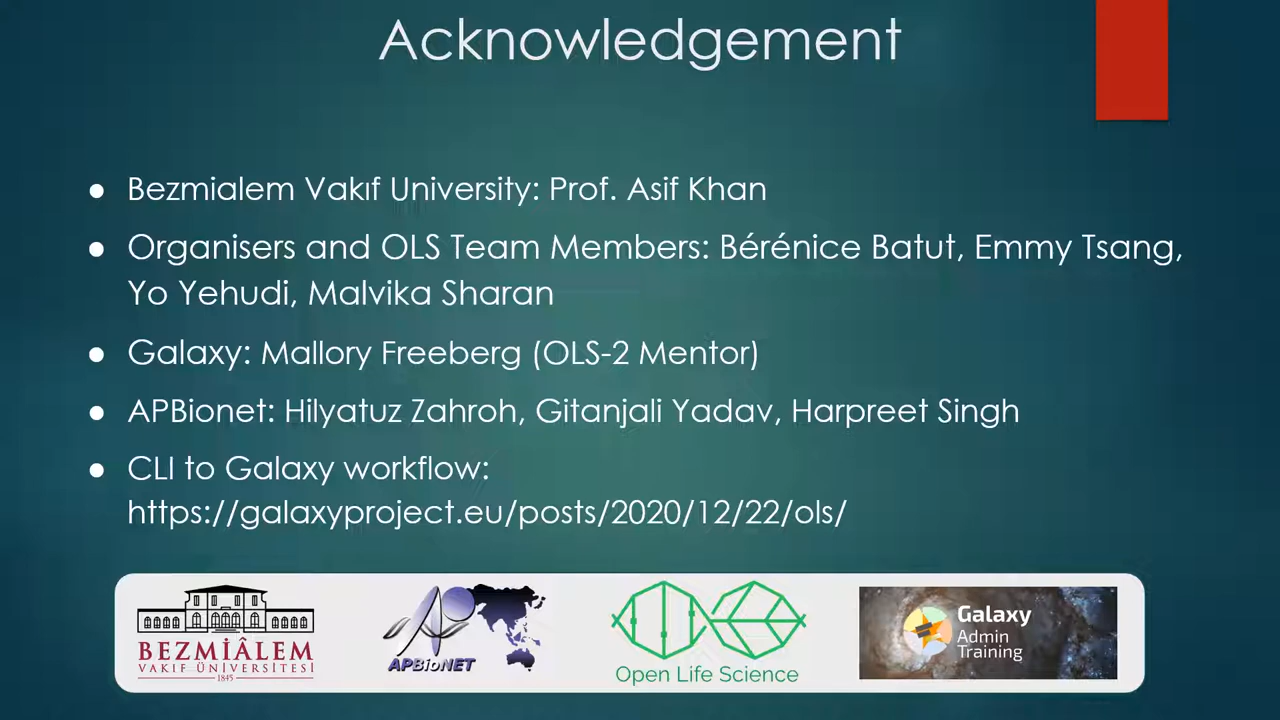 Acknowledgement
● Bezmialem Vakıf University: Prof. Asif Khan
● Organisers and OLS Team Members: Bérénice Batut, Emmy Tsang,
Yo Yehudi, Malvika Sharan
● Galaxy: Mallory Freeberg (OLS-2 Mentor)
● APBionet: Hilyatuz Zahroh, Gitanjali Yadav, Harpreet Singh
● CLI to Galaxy workflow:
https://galaxyproject.eu/posts/2020/12/22/ols/
BEZMİÂLEM
VAKIF ÜNİVERSİTESİ
1845
APBioNET
Open Life Science
Galaxy
Admin
Training